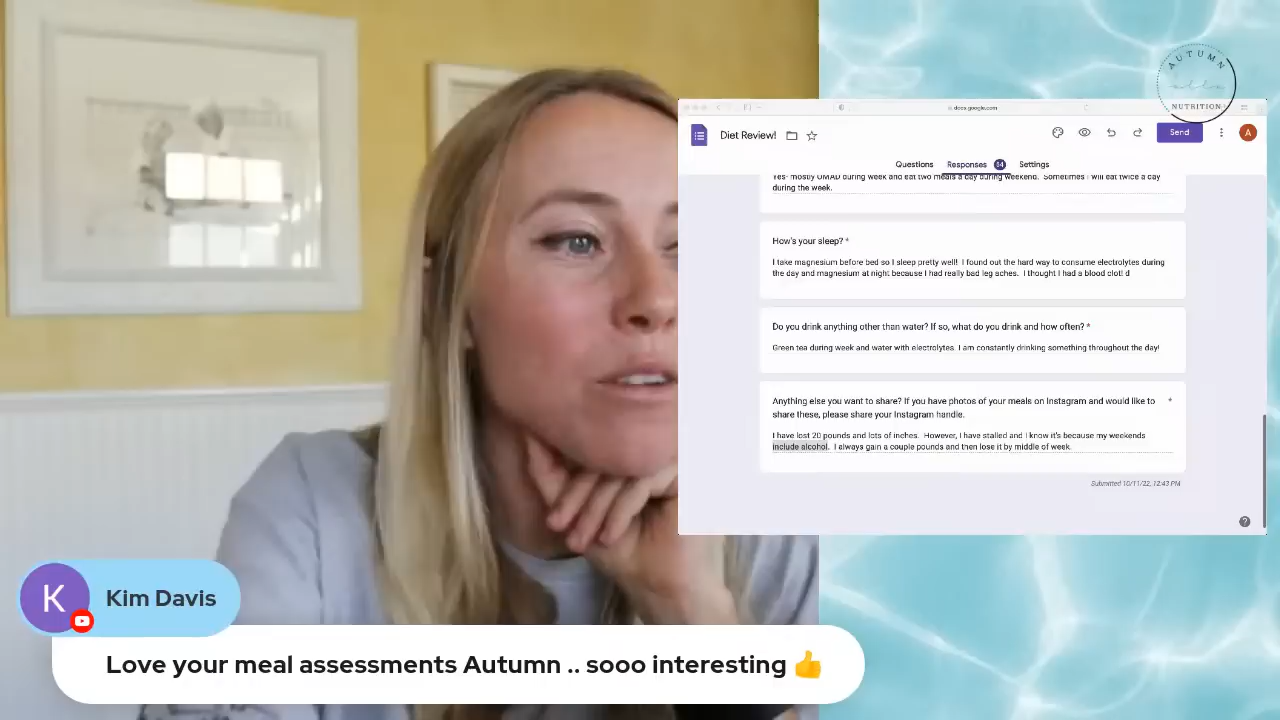 AUTUMN
elle
NUTRITION
docs.google.com
Diet Review!
Send
A
Questions
Responses
Settings
Yes- mostly OMAD during week and eat two meals a day during weekend. Sometimes I will eat twice a day
during the week.
How's your sleep? *
I take magnesium before bed so I sleep pretty well! I found out the hard way to consume electrolytes during
the day and magnesium at night because I had really bad leg aches. I thought I had a blood clot! d
Do you drink anything other than water? If so, what do you drink and how often? *
Green tea during week and water with electrolytes. I am constantly drinking something throughout the day!
Anything else you want to share? If you have photos of your meals on Instagram and would like to *
share these, please share your Instagram handle.
I have lost 20 pounds and lots of inches. However, I have stalled and I know it's because my weekends
include alcohol. I always gain a couple pounds and then lose it by middle of week.
Submitted 10/11/22, 12:43 PM
?
K
Kim Davis
Love your meal assessments Autumn .. sooo interesting 👍